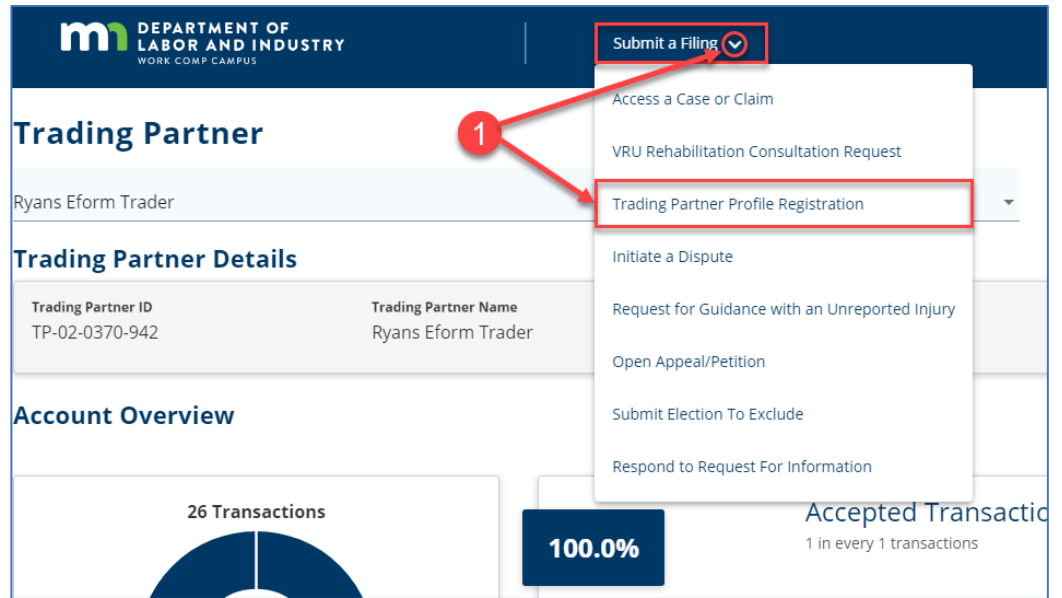 mn DEPARTMENT OF
LABOR AND INDUSTRY
WORK COMP CAMPUS
Submit a Filing
Access a Case or Claim
VRU Rehabilitation Consultation Request
Trading Partner Profile Registration
Initiate a Dispute
Request for Guidance with an Unreported Injury
Open Appeal/Petition
Submit Election To Exclude
Respond to Request For Information
1
Trading Partner
Ryans Eform Trader
Trading Partner Details
Trading Partner ID
TP-02-0370-942
Trading Partner Name
Ryans Eform Trader
Account Overview
26 Transactions
100.0%
Accepted Transactio
1 in every 1 transactions